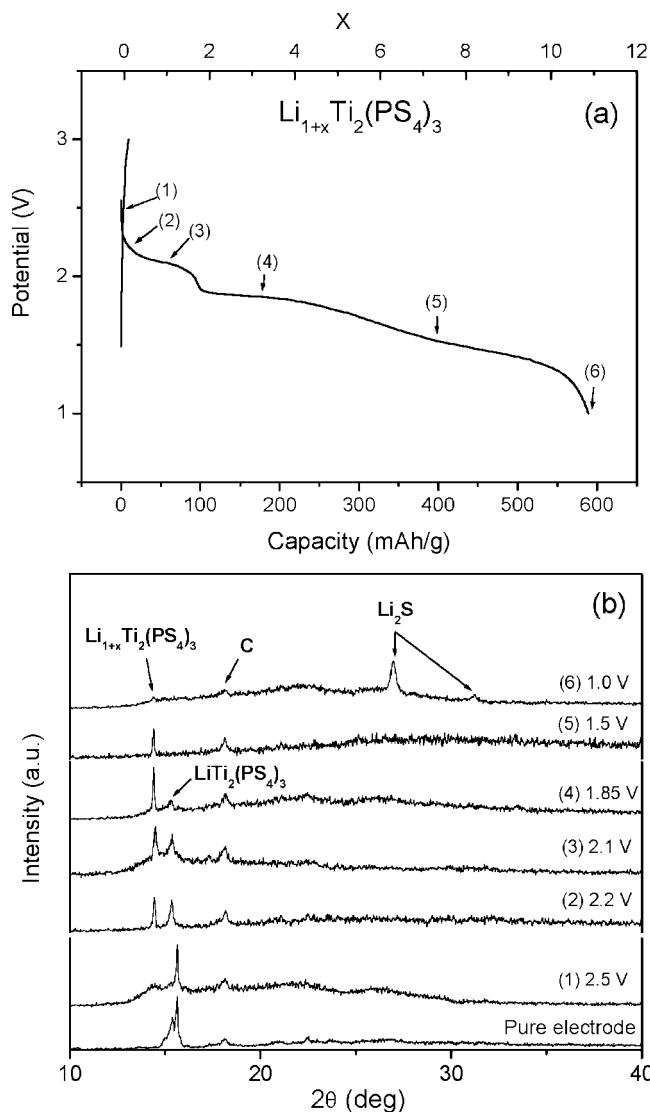 X
0 2 4 6 8 10 12
Li₁₊ₓTi₂(PS₄)₃ (a)
3
(1)
(2)
(3)
(4)
2
(5)
(6)
1
Potential (V)
0 100 200 300 400 500 600
Capacity (mAh/g)
(b)
Li₂S
Li₁₊ₓTi₂(PS₄)₃
C
(6) 1.0 V
(5) 1.5 V
LiTi₂(PS₄)₃
(4) 1.85 V
(3) 2.1 V
(2) 2.2 V
(1) 2.5 V
Pure electrode
Intensity (a.u.)
10 20 30 40
2θ (deg)